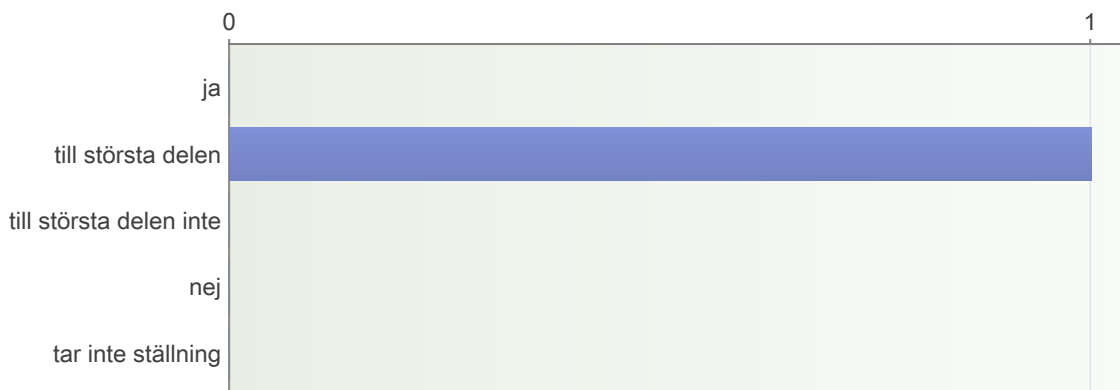 0 1
ja
till största delen
till största delen inte
nej
tar inte ställning